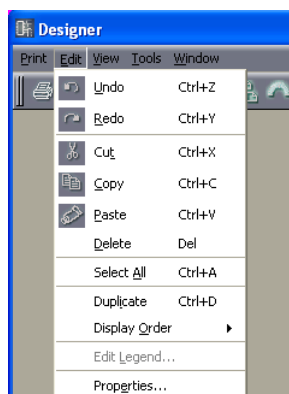 Designer
Print Edit View Tools Window
Undo Ctrl+Z
Redo Ctrl+Y
Cut Ctrl+X
Copy Ctrl+C
Paste Ctrl+V
Delete Del
Select All Ctrl+A
Duplicate Ctrl+D
Display Order
Edit Legend...
Properties...